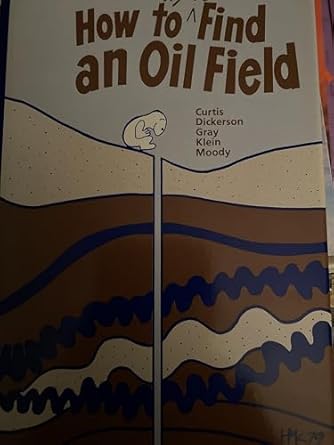 How to ^ Find
an Oil Field
Curtis
Dickerson
Gray
Klein
Moody